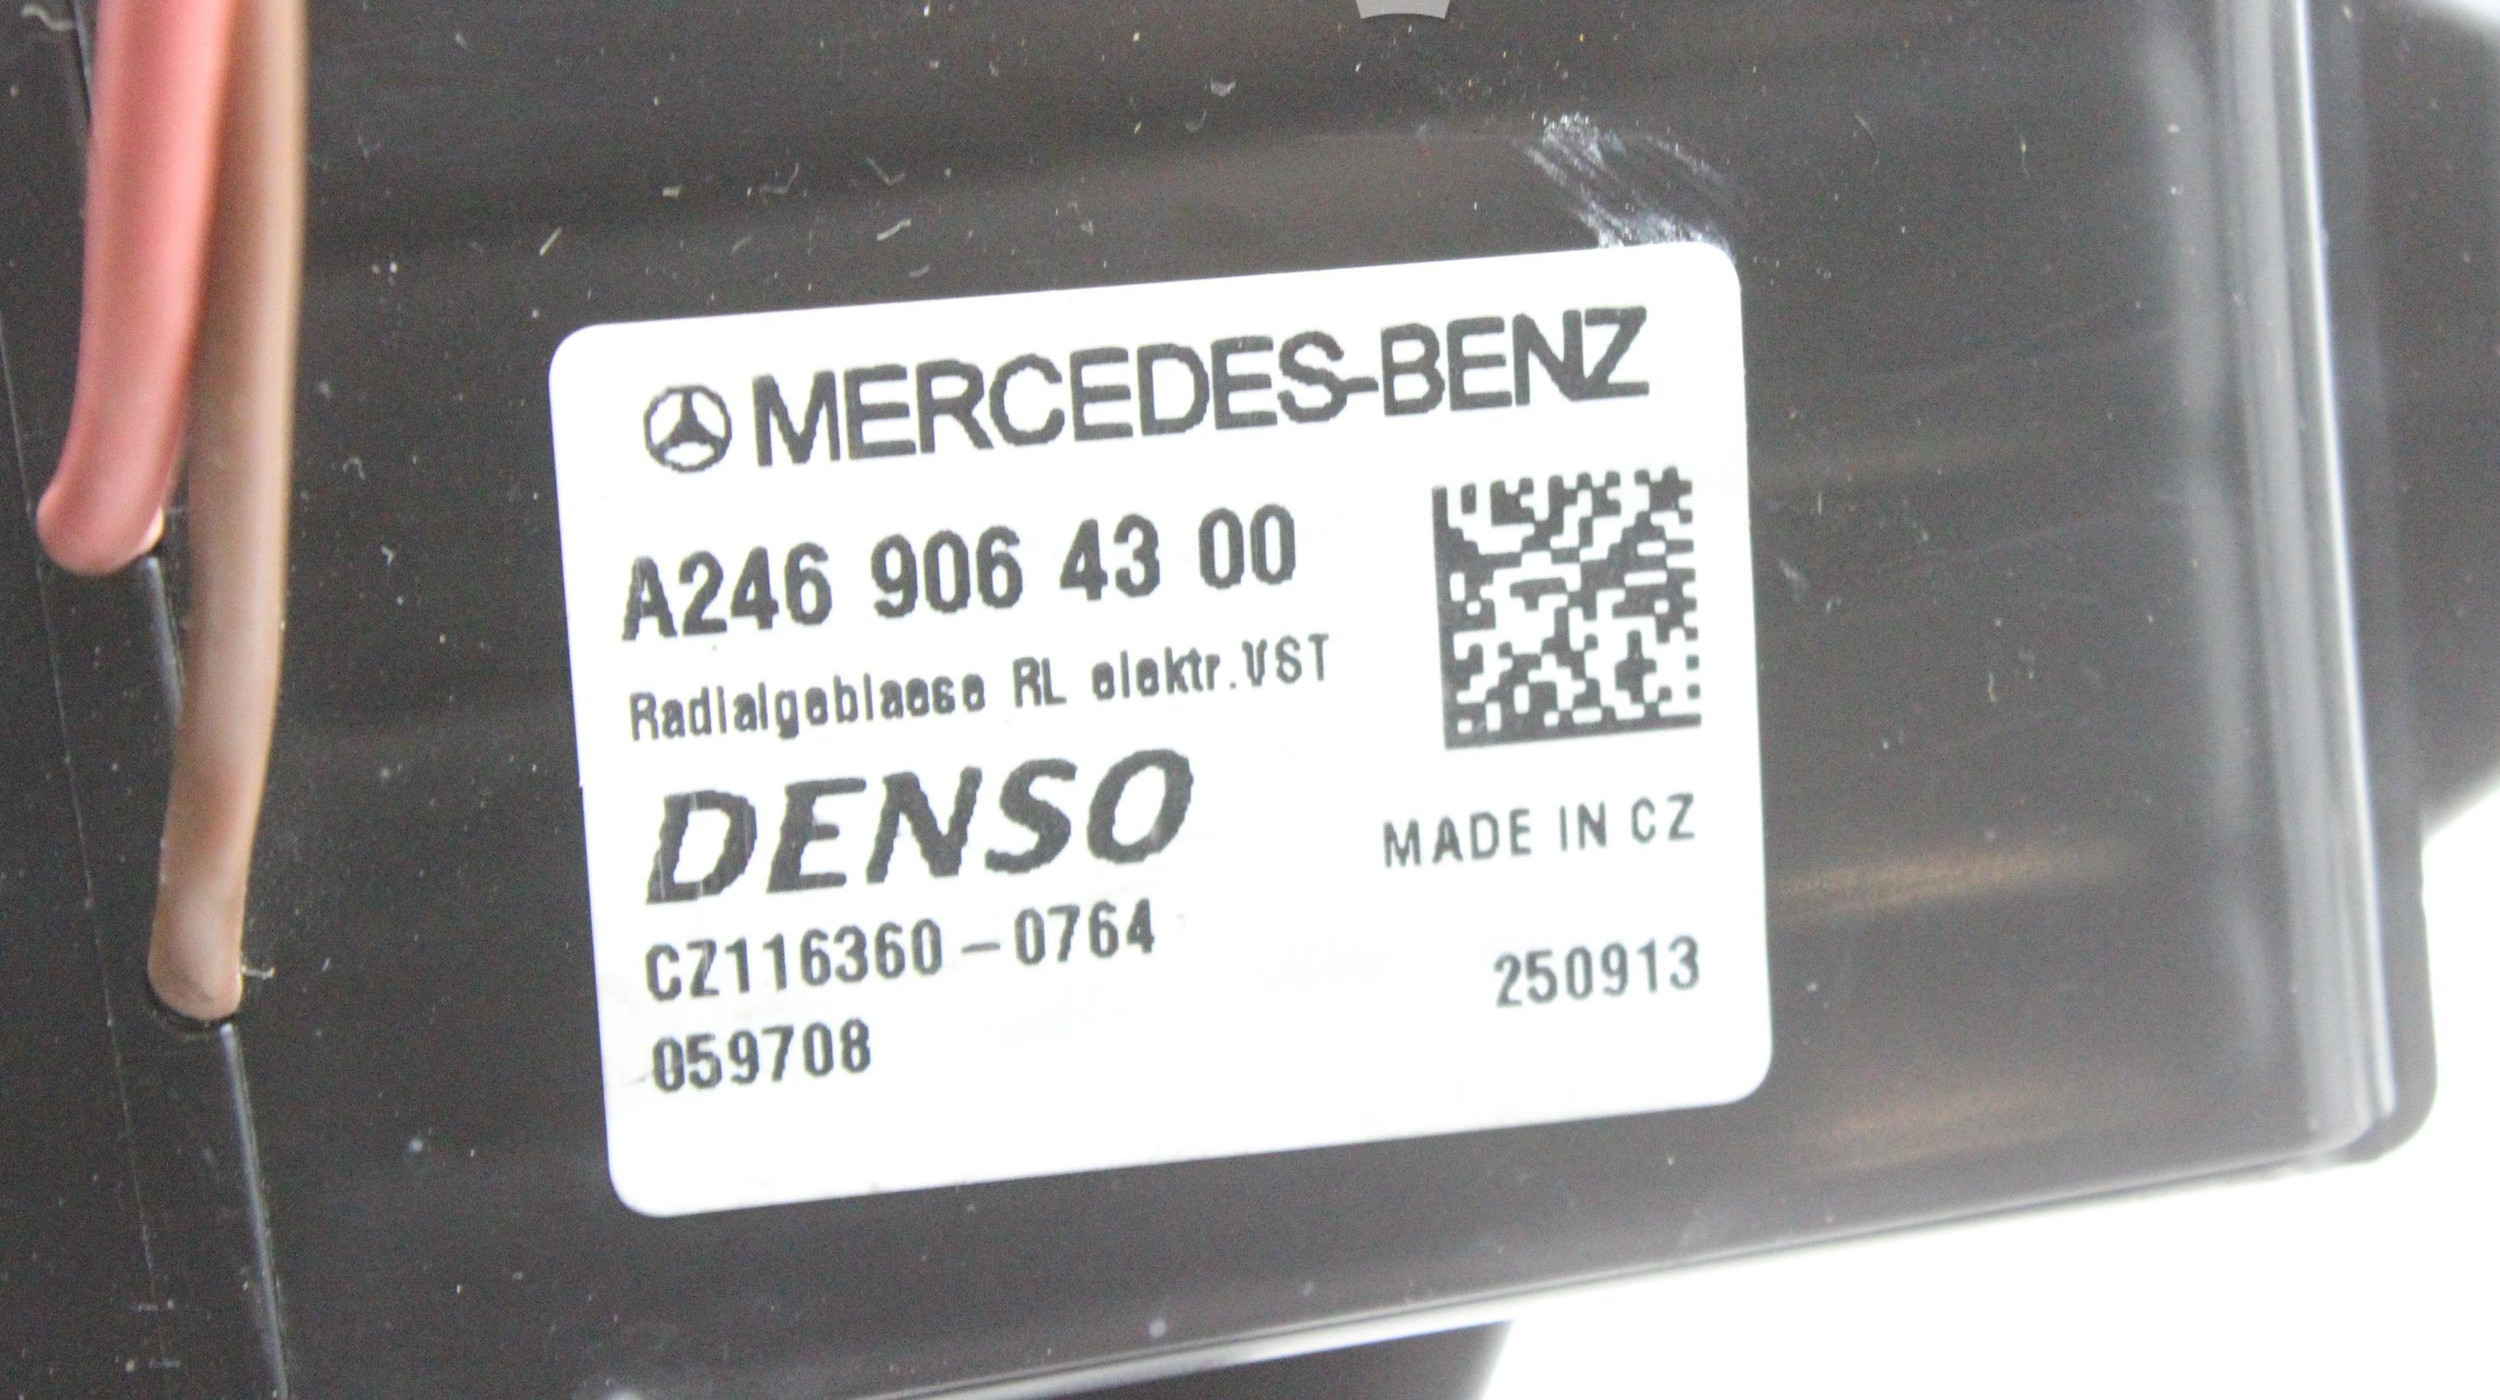 MERCEDES-BENZ
A246 906 43 00
Radialgeblaese RL elektr.VST
DENSO
MADE IN CZ
CZ116360-0764
250913
059708